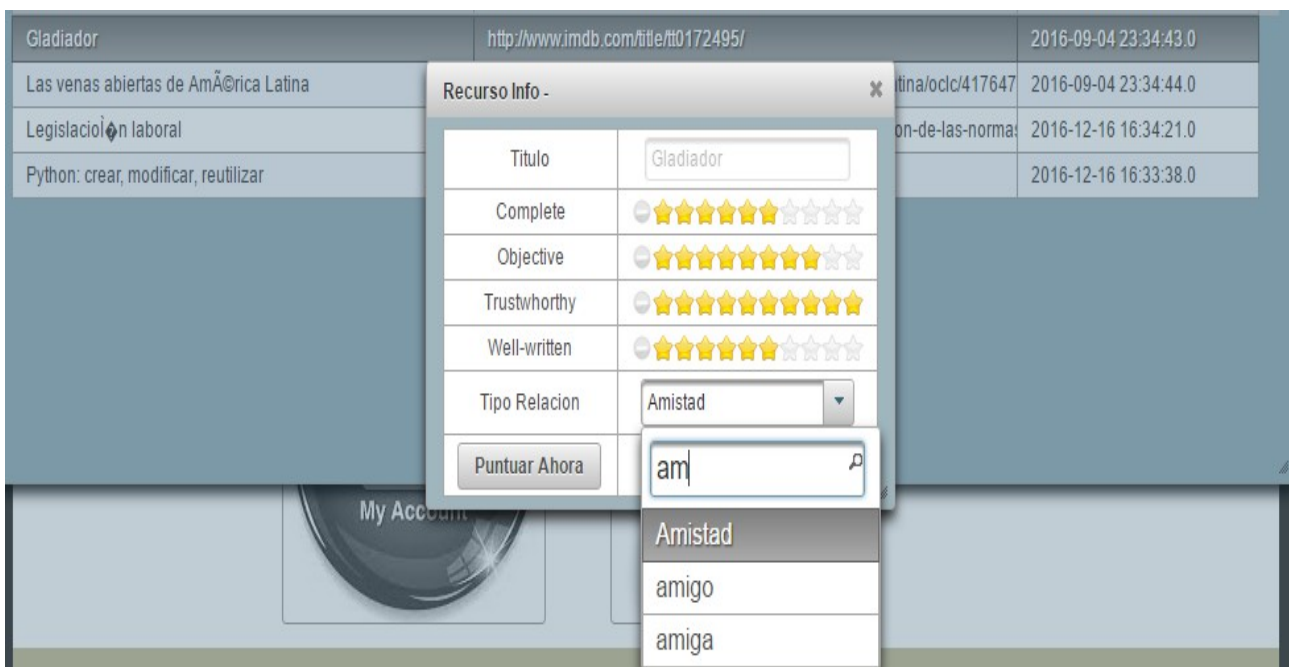 Gladiador http://www.imdb.com/title/tt0172495/ 2016-09-04 23:34:43.0
Las venas abiertas de AmÃ©rica Latina tina/oclc/417647 2016-09-04 23:34:44.0
Legislaciol̀�n laboral on-de-las-normas 2016-12-16 16:34:21.0
Python: crear, modificar, reutilizar 2016-12-16 16:33:38.0
Recurso Info -
Titulo Gladiador
Complete
Objective
Trustwhorthy
Well-written
Tipo Relacion Amistad
Puntuar Ahora
am
Amistad
amigo
amiga
My Account